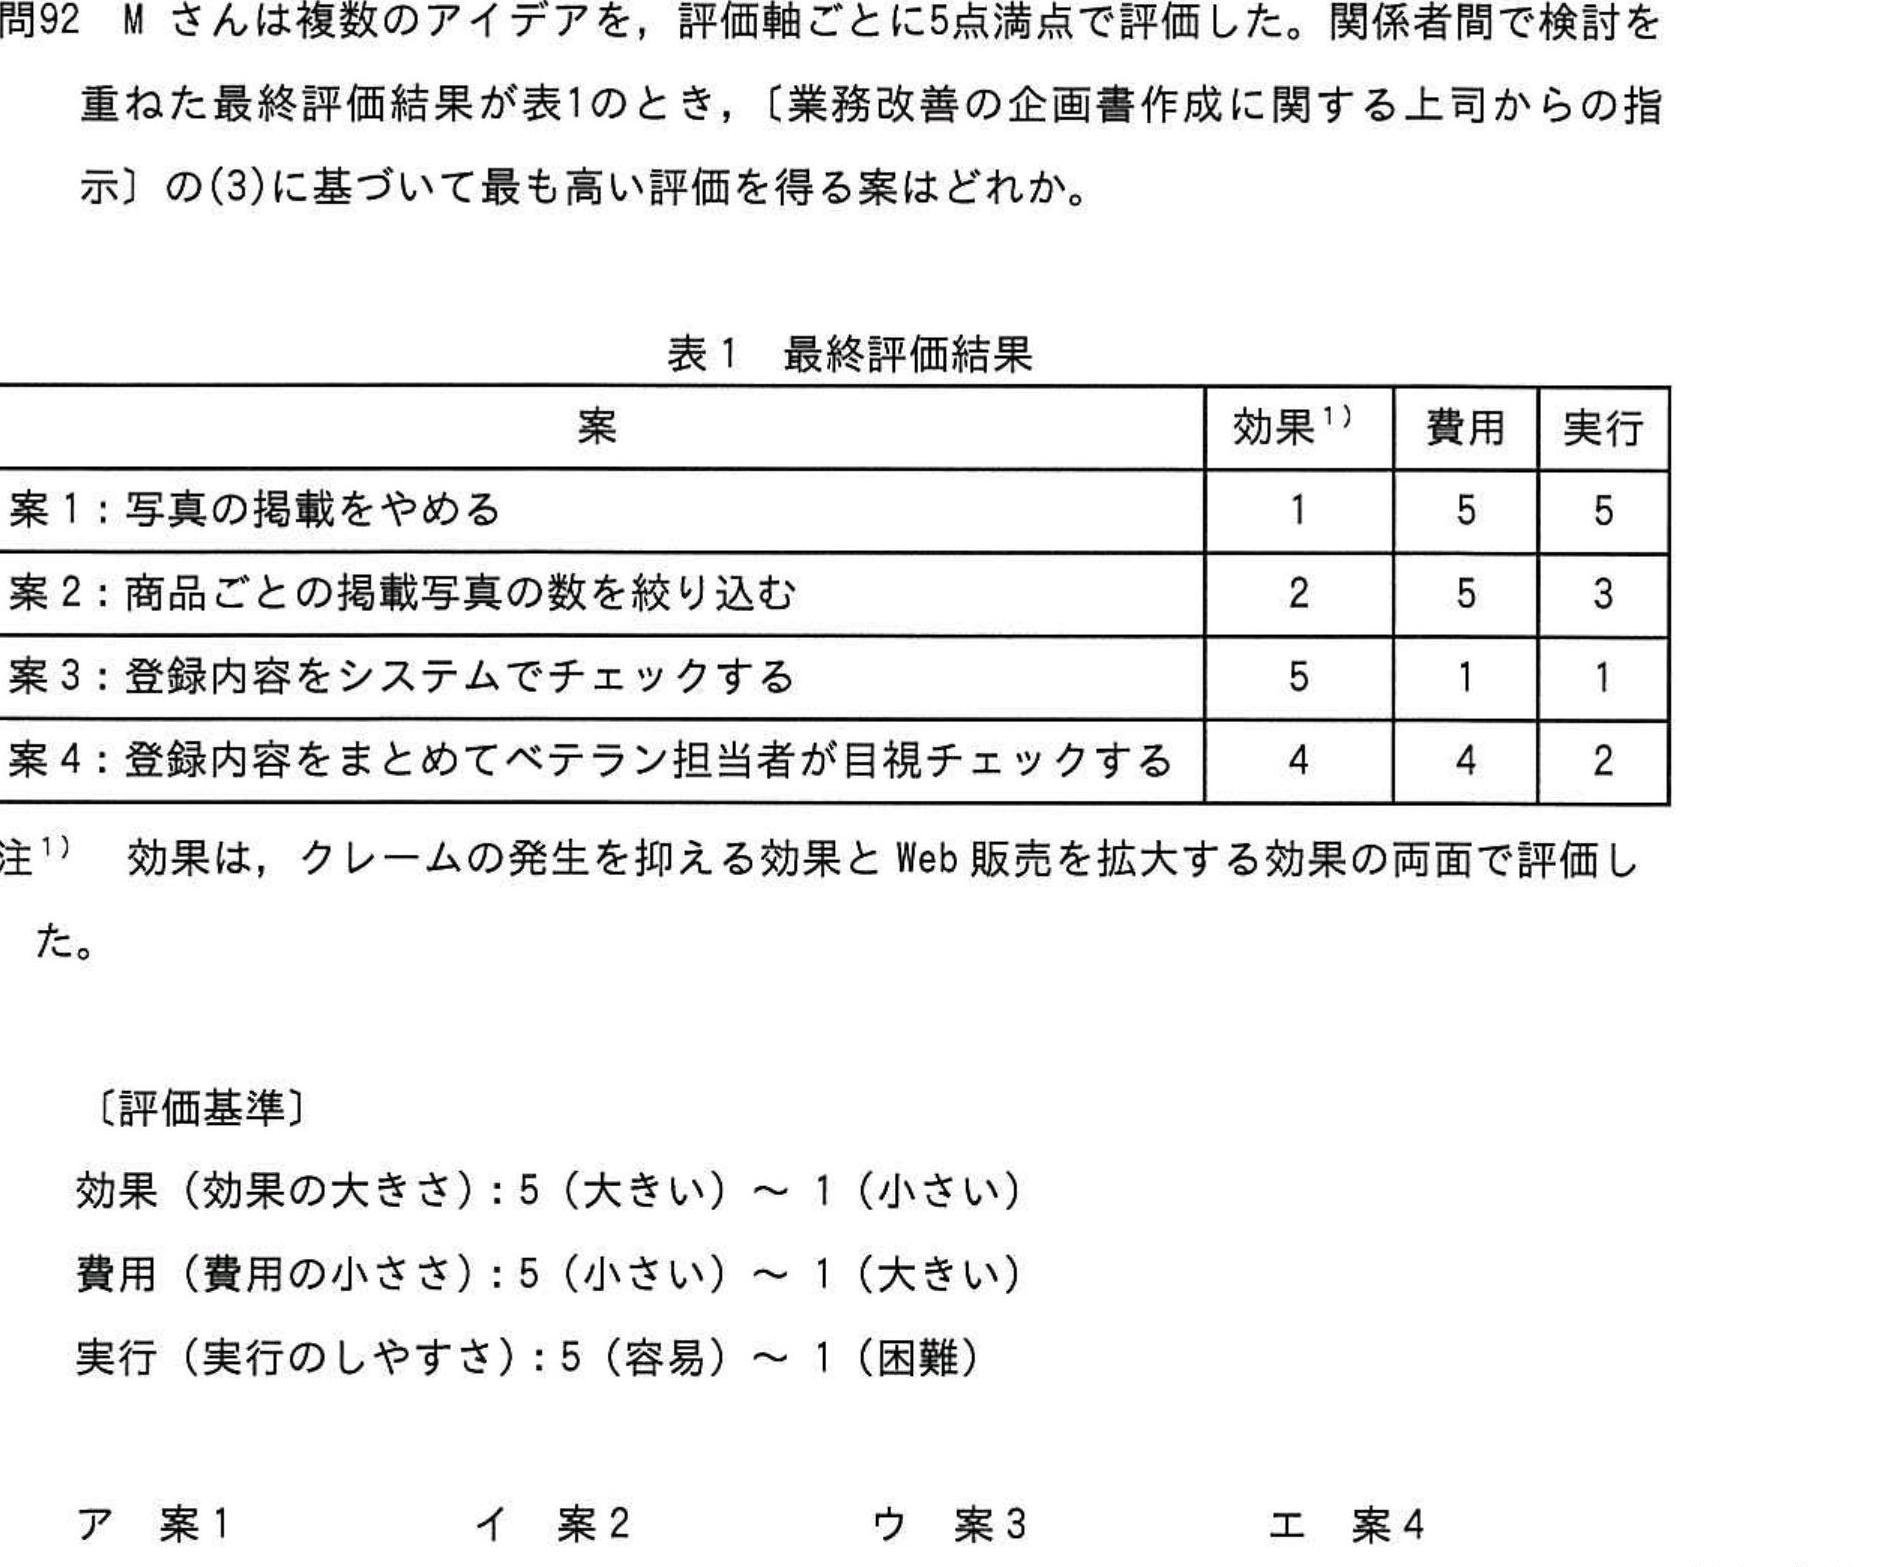 問92 M さんは複数のアイデアを，評価軸ごとに5点満点で評価した。関係者間で検討を
重ねた最終評価結果が表1のとき，〔業務改善の企画書作成に関する上司からの指
示〕の(3)に基づいて最も高い評価を得る案はどれか。
表1 最終評価結果
案 効果1) 費用 実行
案1：写真の掲載をやめる 1 5 5
案2：商品ごとの掲載写真の数を絞り込む 2 5 3
案3：登録内容をシステムでチェックする 5 1 1
案4：登録内容をまとめてベテラン担当者が目視チェックする 4 4 2
注1) 効果は，クレームの発生を抑える効果と Web 販売を拡大する効果の両面で評価し
た。
〔評価基準〕
効果（効果の大きさ）：5（大きい）～ 1（小さい）
費用（費用の小ささ）：5（小さい）～ 1（大きい）
実行（実行のしやすさ）：5（容易）～ 1（困難）
ア 案1 イ 案2 ウ 案3 エ 案4